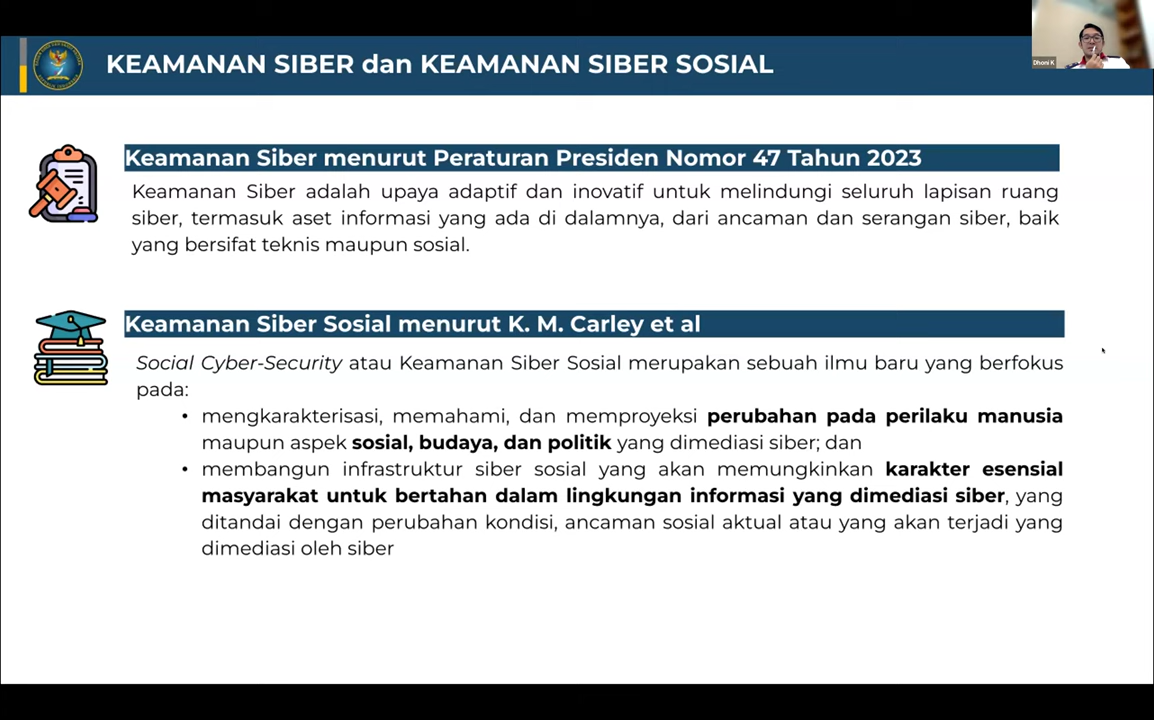 KEAMANAN SIBER dan KEAMANAN SIBER SOSIAL
Dhoni K
Keamanan Siber menurut Peraturan Presiden Nomor 47 Tahun 2023
Keamanan Siber adalah upaya adaptif dan inovatif untuk melindungi seluruh lapisan ruang
siber, termasuk aset informasi yang ada di dalamnya, dari ancaman dan serangan siber, baik
yang bersifat teknis maupun sosial.
Keamanan Siber Sosial menurut K. M. Carley et al
Social Cyber-Security atau Keamanan Siber Sosial merupakan sebuah ilmu baru yang berfokus
pada:
• mengkarakterisasi, memahami, dan memproyeksi perubahan pada perilaku manusia
maupun aspek sosial, budaya, dan politik yang dimediasi siber; dan
• membangun infrastruktur siber sosial yang akan memungkinkan karakter esensial
masyarakat untuk bertahan dalam lingkungan informasi yang dimediasi siber, yang
ditandai dengan perubahan kondisi, ancaman sosial aktual atau yang akan terjadi yang
dimediasi oleh siber